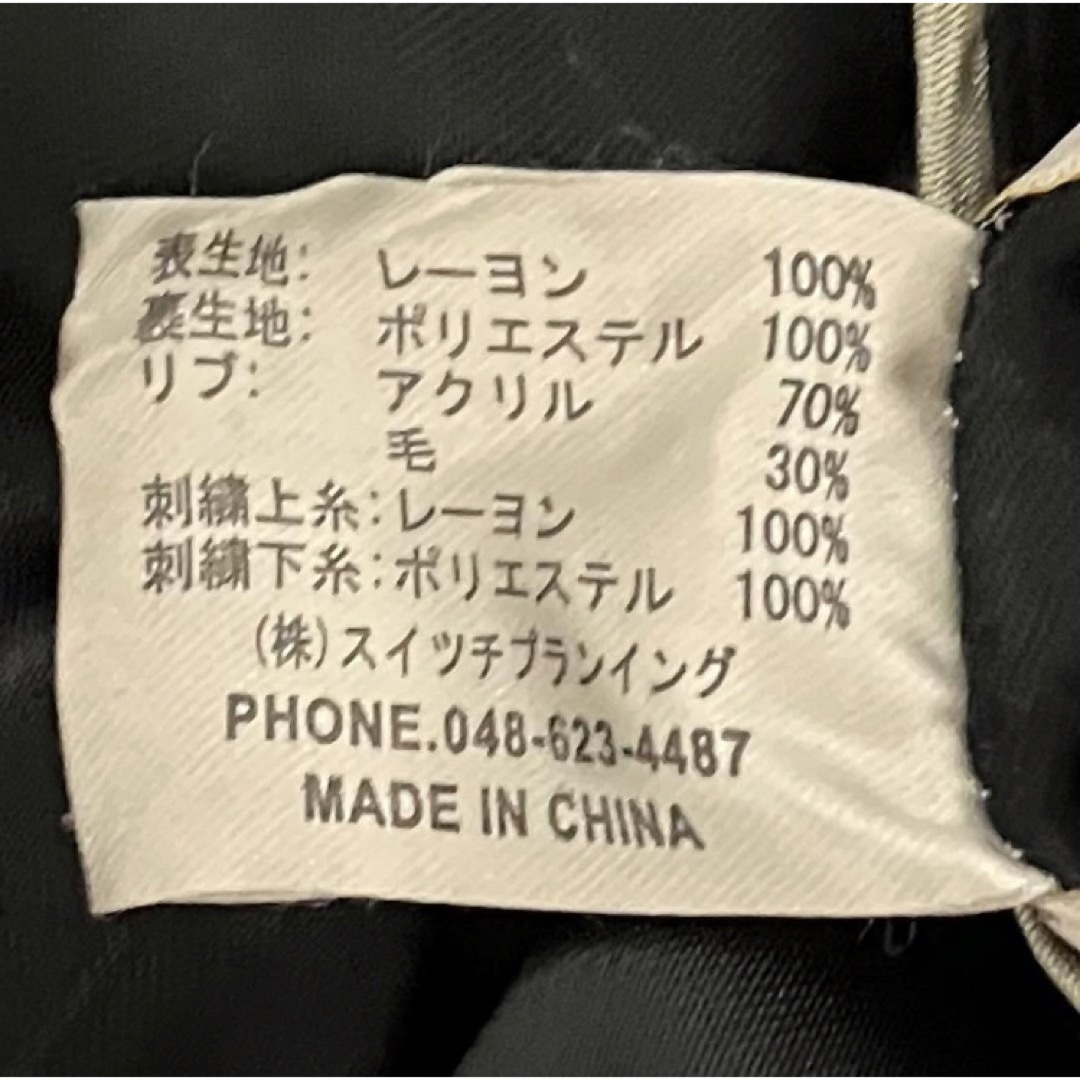 表生地: レーヨン 100%
裏生地: ポリエステル 100%
リブ: アクリル 70%
毛 30%
刺繍上糸:レーヨン 100%
刺繍下糸:ポリエステル 100%
(株)スイツチプランイング
PHONE.048-623-4487
MADE IN CHINA